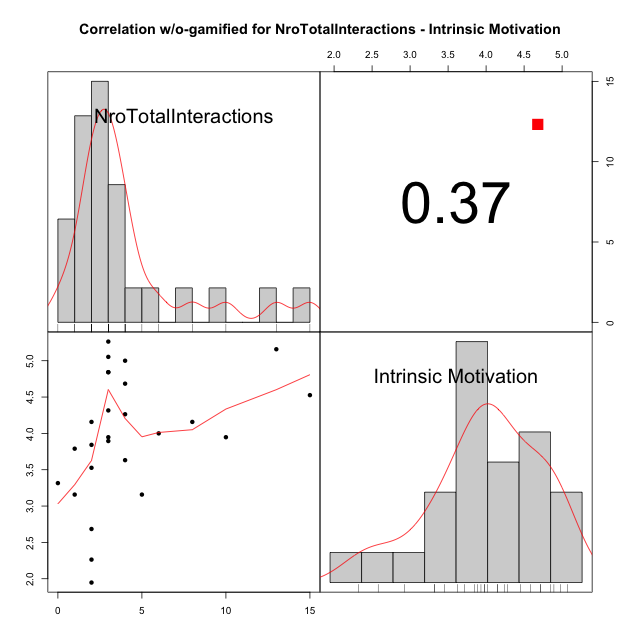 Correlation w/o-gamified for NroTotalInteractions - Intrinsic Motivation
2.0 2.5 3.0 3.5 4.0 4.5 5.0
NroTotalInteractions
0.37
15
10
5
0
Intrinsic Motivation
5.0
4.5
4.0
3.5
3.0
2.5
2.0
0 5 10 15